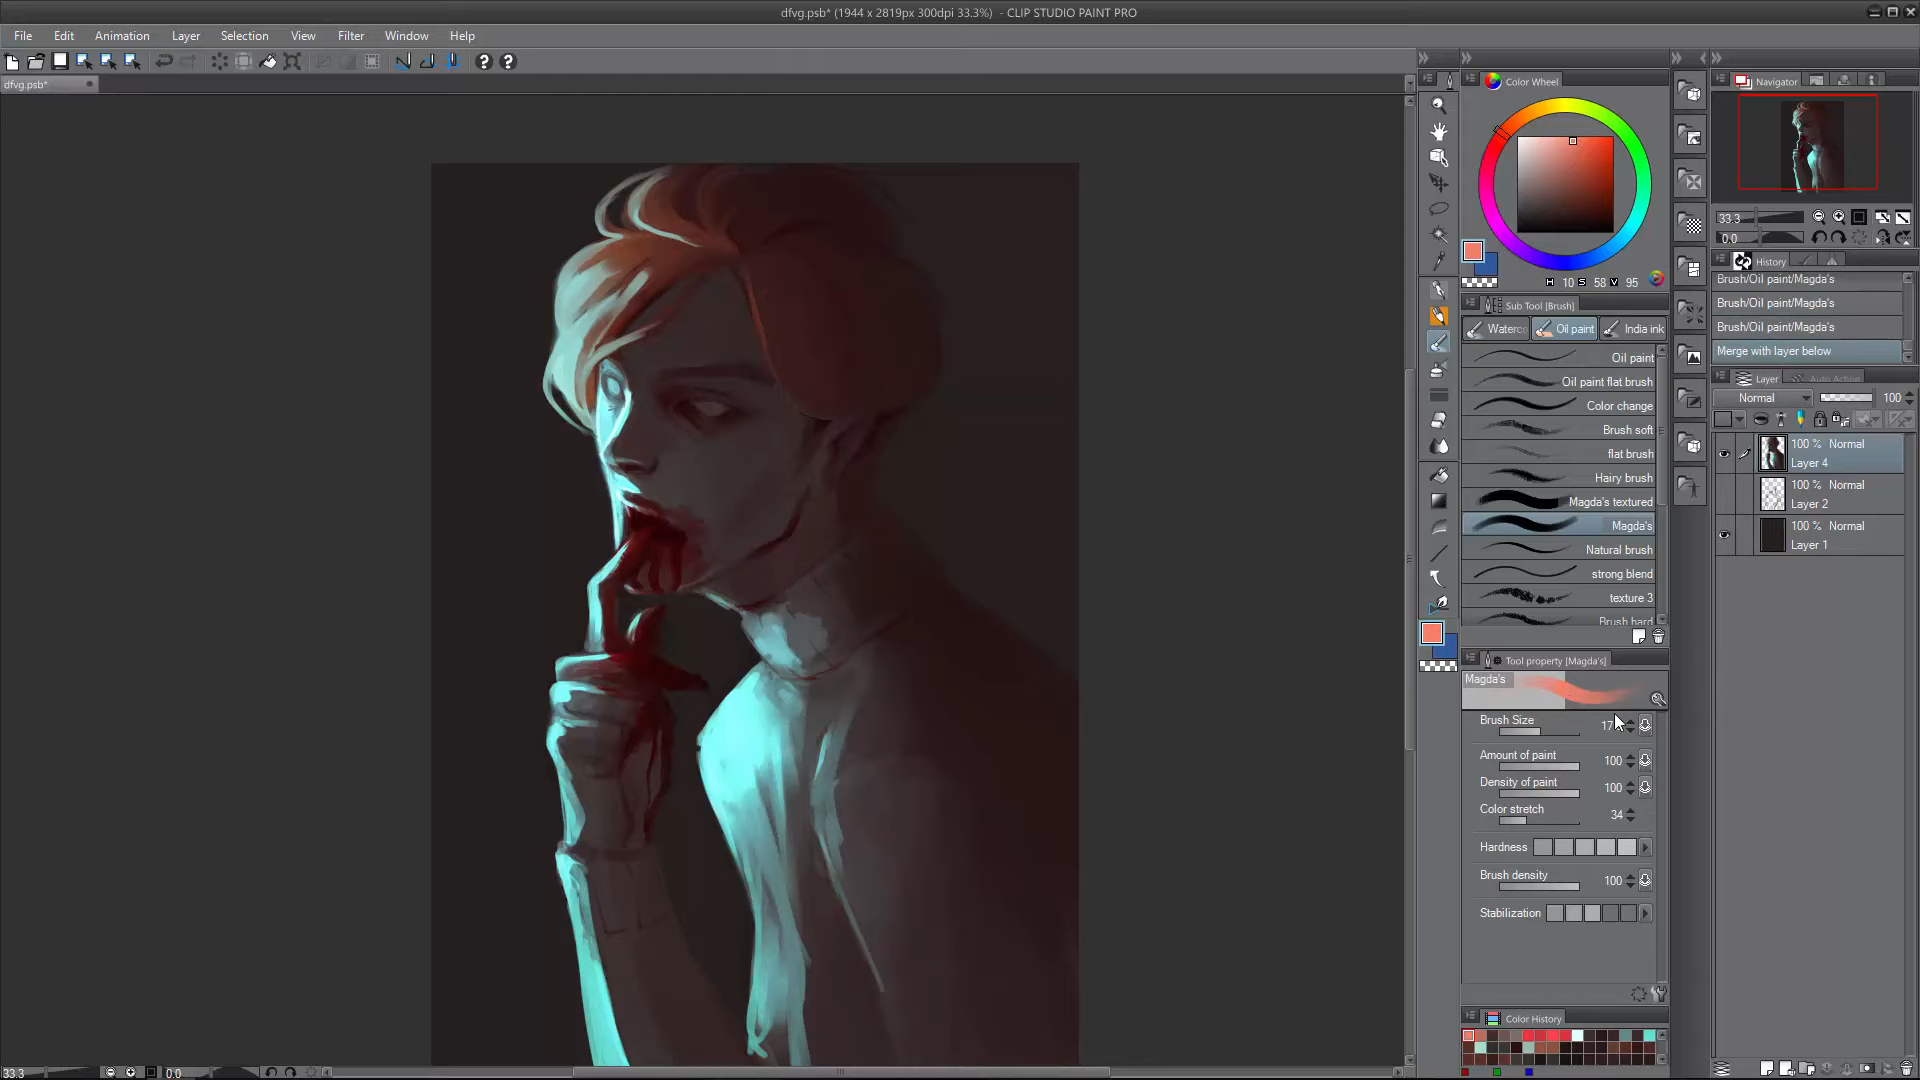 dfvg.psb* (1944 x 2819px 300dpi 33.3%)  - CLIP STUDIO PAINT PRO
File Edit Animation Layer Selection View Filter Window Help
dfvg.psb*
Color Wheel
H 10 S 58 V 95
Sub Tool [Brush]
Oil paint India ink
Oil paint
Oil paint flat brush
Color change
Brush soft
flat brush
Hairy brush
Magda's textured
Magda's
Natural brush
strong blend
texture 3
Brush hard
Tool property [Magda's]
Magda's
Brush Size
Amount of paint 100
Density of paint 100
Color stretch 34
Hardness
Brush density 100
Stabilization
Color History
Navigator
33.3
0.0
History
Brush/Oil paint/Magda's
Brush/Oil paint/Magda's
Brush/Oil paint/Magda's
Merge with layer below
Layer Auto Action
Normal 100
100 % Normal
Layer 4
100 % Normal
Layer 2
100 % Normal
Layer 1
33.3 0.0